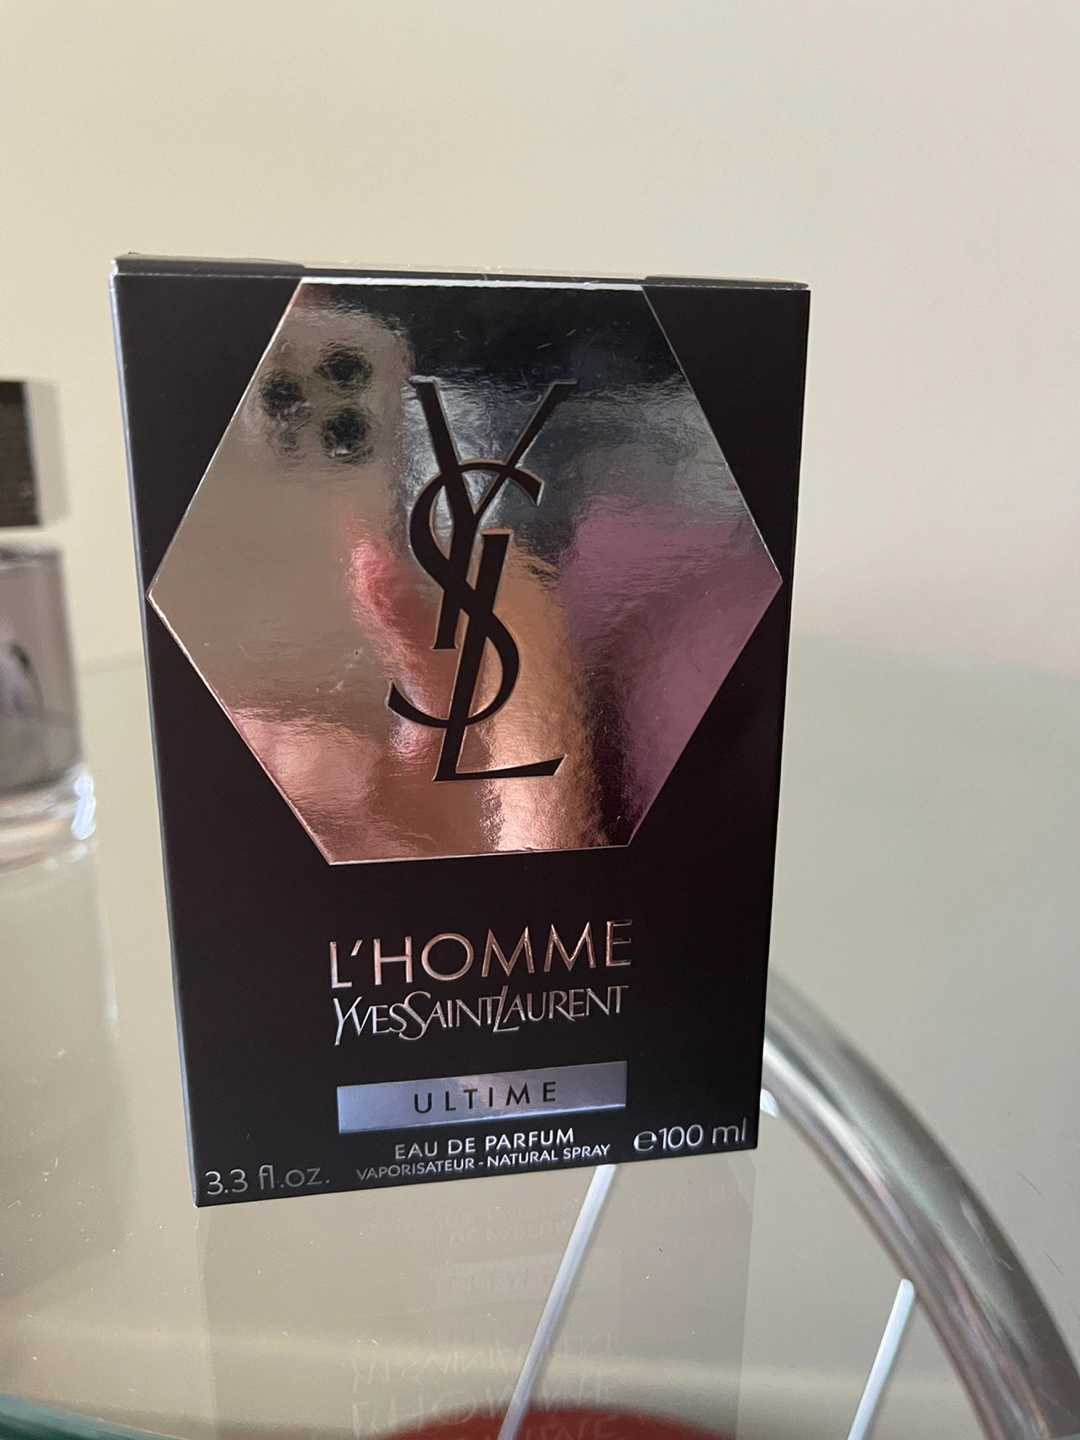 YSL
L'HOMME
YVESSAINTLAURENT
ULTIME
EAU DE PARFUM
VAPORISATEUR - NATURAL SPRAY
3.3 fl.oz.
℮100 ml